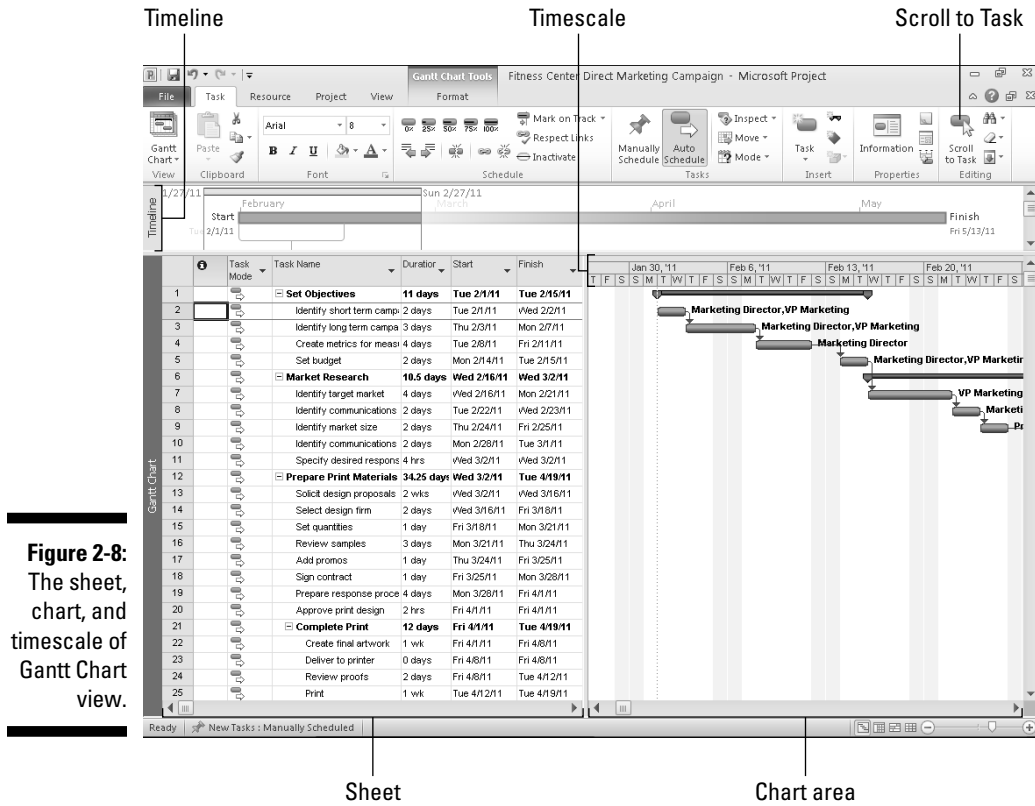 Timeline Timescale Scroll to Task
Gantt Chart Tools Fitness Center Direct Marketing Campaign - Microsoft Project
File Task Resource Project View Format
Gantt Chart
Paste
Arial 8
B I U A
0% 25% 50% 75% 100%
Mark on Track
Respect Links
Inactivate
Manually Schedule
Auto Schedule
Inspect
Move
Mode
Task
Information
Scroll to Task
View Clipboard Font Schedule Tasks Insert Properties Editing
Timeline
1/27/11 Sun 2/27/11
February March April May
Start Finish
2/1/11 Fri 5/13/11
Gantt Chart
Task Mode Task Name Duration Start Finish
Jan 30, '11 Feb 6, '11 Feb 13, '11 Feb 20, '11
T F S S M T W T F S S M T W T F S S M T W T F S S M T W T F S
1 Set Objectives 11 days Tue 2/1/11 Tue 2/15/11
2 Identify short term camp 2 days Tue 2/1/11 Wed 2/2/11 Marketing Director,VP Marketing
3 Identify long term campa 3 days Thu 2/3/11 Mon 2/7/11 Marketing Director,VP Marketing
4 Create metrics for meas 4 days Tue 2/8/11 Fri 2/11/11 Marketing Director
5 Set budget 2 days Mon 2/14/11 Tue 2/15/11 Marketing Director,VP Marketin
6 Market Research 10.5 days Wed 2/16/11 Wed 3/2/11
7 Identify target market 4 days Wed 2/16/11 Mon 2/21/11 VP Marketing
8 Identify communications 2 days Tue 2/22/11 Wed 2/23/11 Marketi
9 Identify market size 2 days Thu 2/24/11 Fri 2/25/11 Pr
10 Identify communications 2 days Mon 2/28/11 Tue 3/1/11
11 Specify desired respons 4 hrs Wed 3/2/11 Wed 3/2/11
12 Prepare Print Materials 34.25 days Wed 3/2/11 Tue 4/19/11
13 Solicit design proposals 2 wks Wed 3/2/11 Wed 3/16/11
14 Select design firm 2 days Wed 3/16/11 Fri 3/18/11
15 Set quantities 1 day Fri 3/18/11 Mon 3/21/11
16 Review samples 3 days Mon 3/21/11 Thu 3/24/11
17 Add promos 1 day Thu 3/24/11 Fri 3/25/11
18 Sign contract 1 day Fri 3/25/11 Mon 3/28/11
19 Prepare response proce 4 days Mon 3/28/11 Fri 4/1/11
20 Approve print design 2 hrs Fri 4/1/11 Fri 4/1/11
21 Complete Print 12 days Fri 4/1/11 Tue 4/19/11
22 Create final artwork 1 wk Fri 4/1/11 Fri 4/8/11
23 Deliver to printer 0 days Fri 4/8/11 Fri 4/8/11
24 Review proofs 2 days Fri 4/8/11 Tue 4/12/11
25 Print 1 wk Tue 4/12/11 Tue 4/19/11
Ready New Tasks : Manually Scheduled
Sheet Chart area
Figure 2-8:
The sheet,
chart, and
timescale of
Gantt Chart
view.